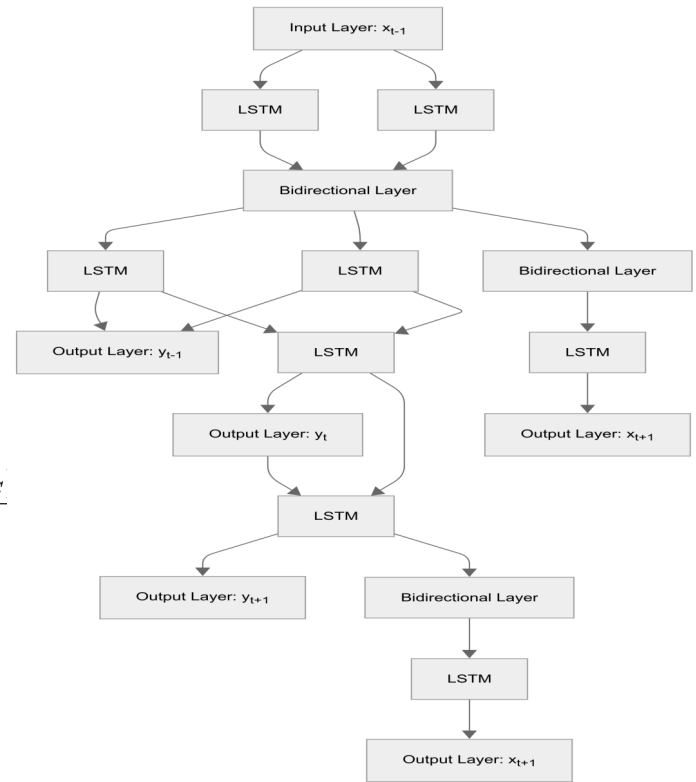 Input Layer: xₜ₋₁
LSTM LSTM
Bidirectional Layer
LSTM LSTM Bidirectional Layer
Output Layer: yₜ₋₁ LSTM LSTM
Output Layer: yₜ Output Layer: xₜ₊₁
LSTM
Output Layer: yₜ₊₁ Bidirectional Layer
LSTM
Output Layer: xₜ₊₁